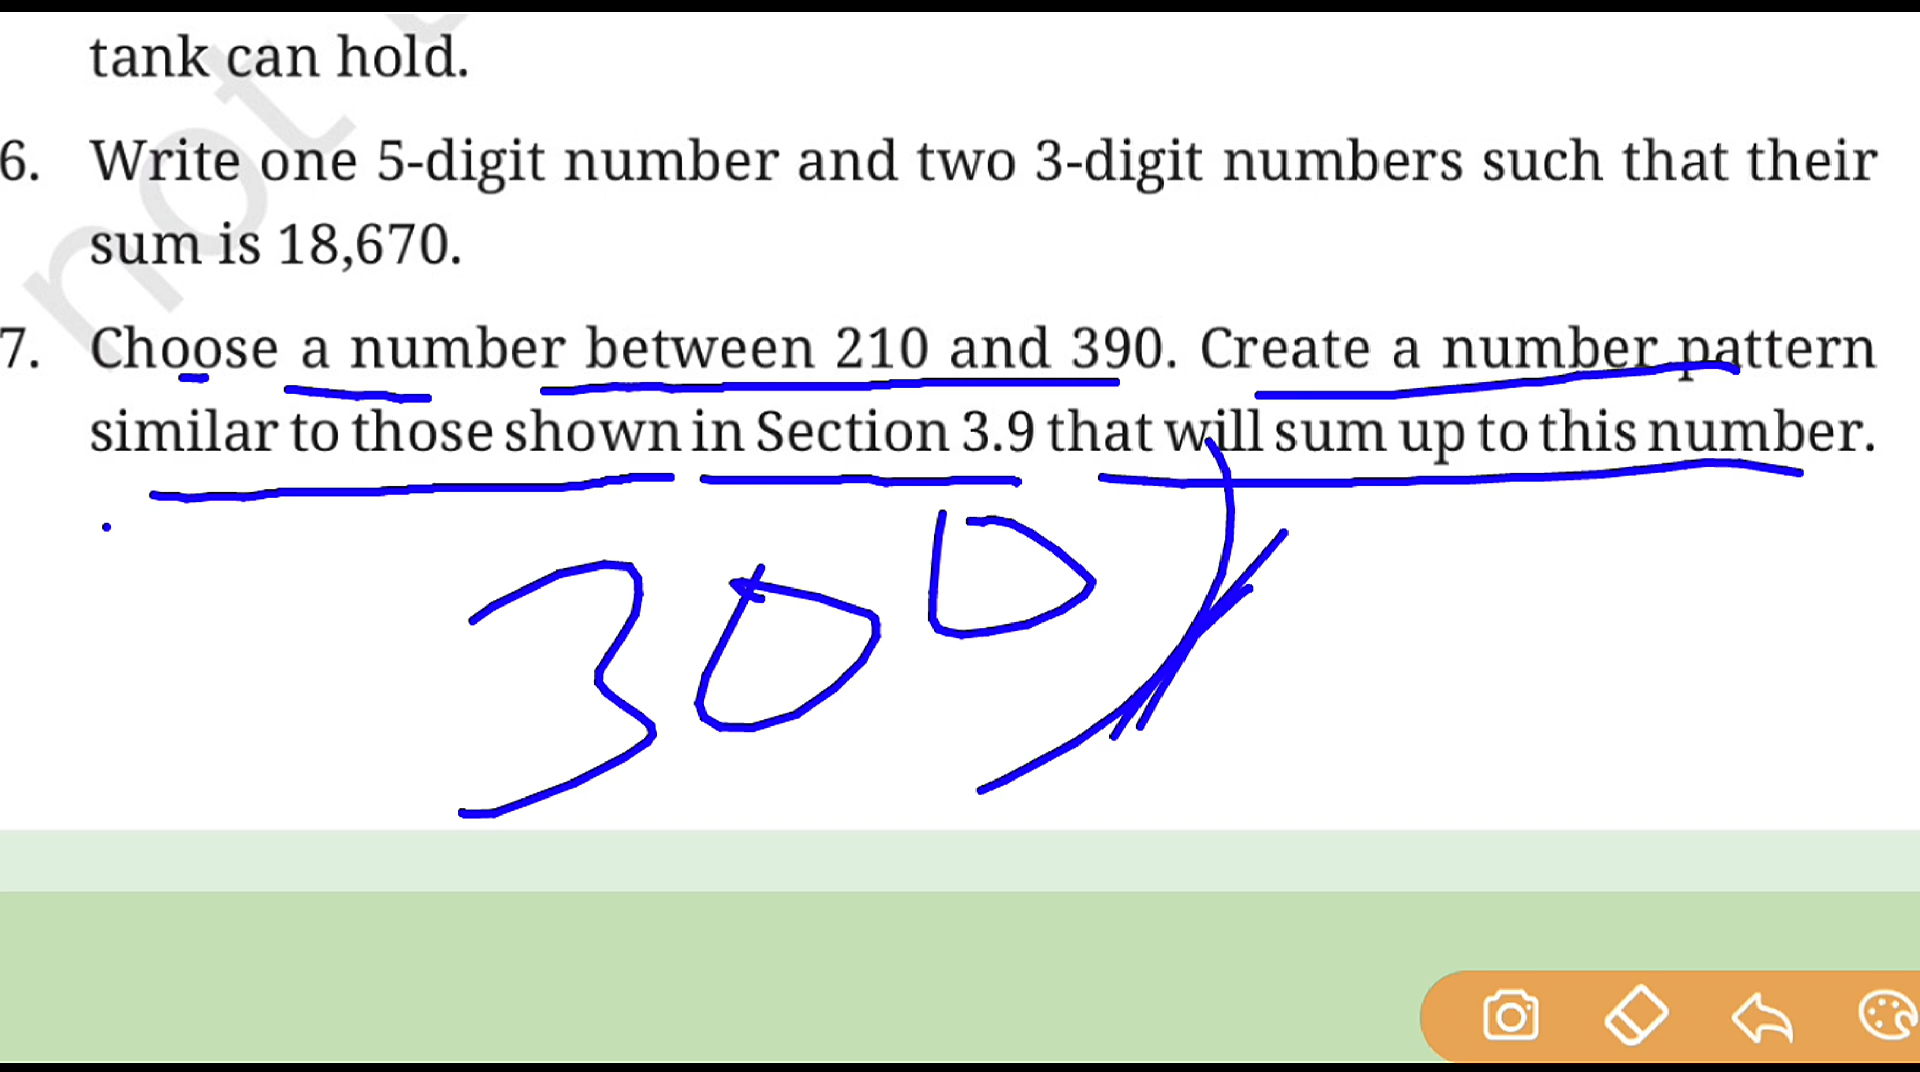 tank can hold.
6. Write one 5-digit number and two 3-digit numbers such that their
sum is 18,670.
7. Choose a number between 210 and 390. Create a number pattern
similar to those shown in Section 3.9 that will sum up to this number.
300
not